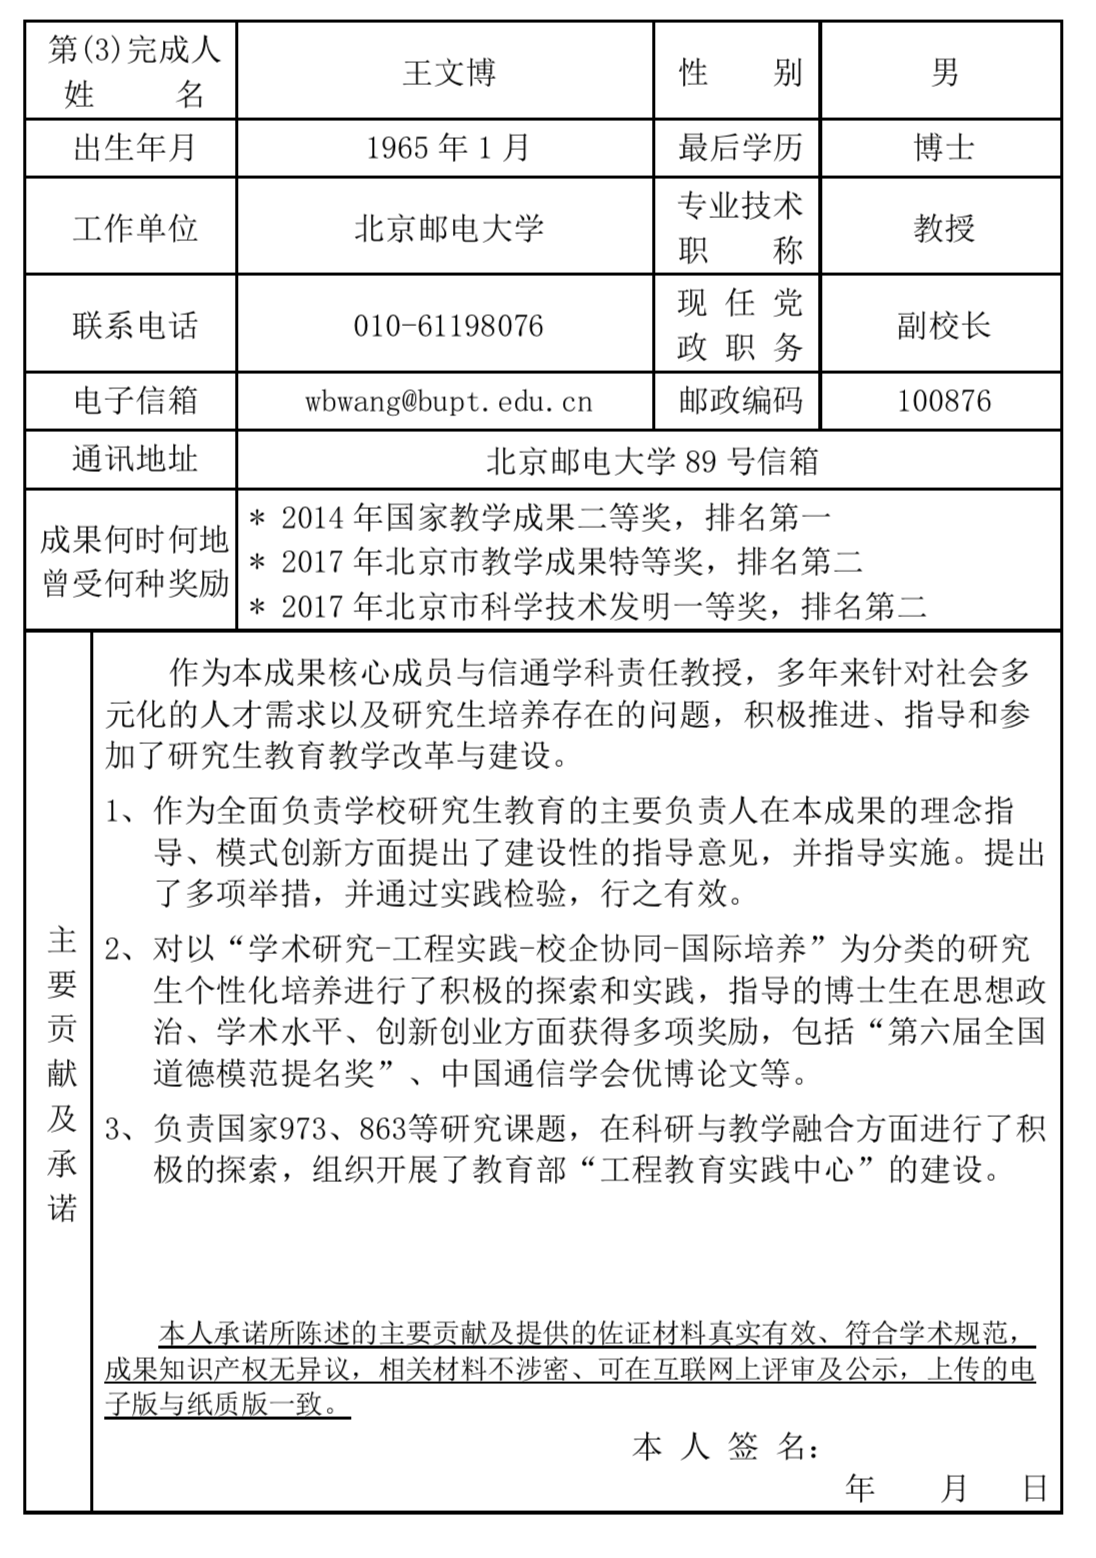 第(3)完成人
姓 名
王文博
性 别
男
出生年月
1965 年 1 月
最后学历
博士
工作单位
北京邮电大学
专业技术
职 称
教授
联系电话
010-61198076
现 任 党
政 职 务
副校长
电子信箱
wbwang@bupt.edu.cn
邮政编码
100876
通讯地址
北京邮电大学 89 号信箱
成果何时何地
曾受何种奖励
* 2014 年国家教学成果二等奖，排名第一
* 2017 年北京市教学成果特等奖，排名第二
* 2017 年北京市科学技术发明一等奖，排名第二
主
要
贡
献
及
承
诺
作为本成果核心成员与信通学科责任教授，多年来针对社会多
元化的人才需求以及研究生培养存在的问题，积极推进、指导和参
加了研究生教育教学改革与建设。
1、作为全面负责学校研究生教育的主要负责人在本成果的理念指
导、模式创新方面提出了建设性的指导意见，并指导实施。提出
了多项举措，并通过实践检验，行之有效。
2、对以“学术研究-工程实践-校企协同-国际培养”为分类的研究
生个性化培养进行了积极的探索和实践，指导的博士生在思想政
治、学术水平、创新创业方面获得多项奖励，包括“第六届全国
道德模范提名奖”、中国通信学会优博论文等。
3、负责国家973、863等研究课题，在科研与教学融合方面进行了积
极的探索，组织开展了教育部“工程教育实践中心”的建设。
本人承诺所陈述的主要贡献及提供的佐证材料真实有效、符合学术规范，
成果知识产权无异议，相关材料不涉密、可在互联网上评审及公示，上传的电
子版与纸质版一致。
本 人 签 名：
年 月 日